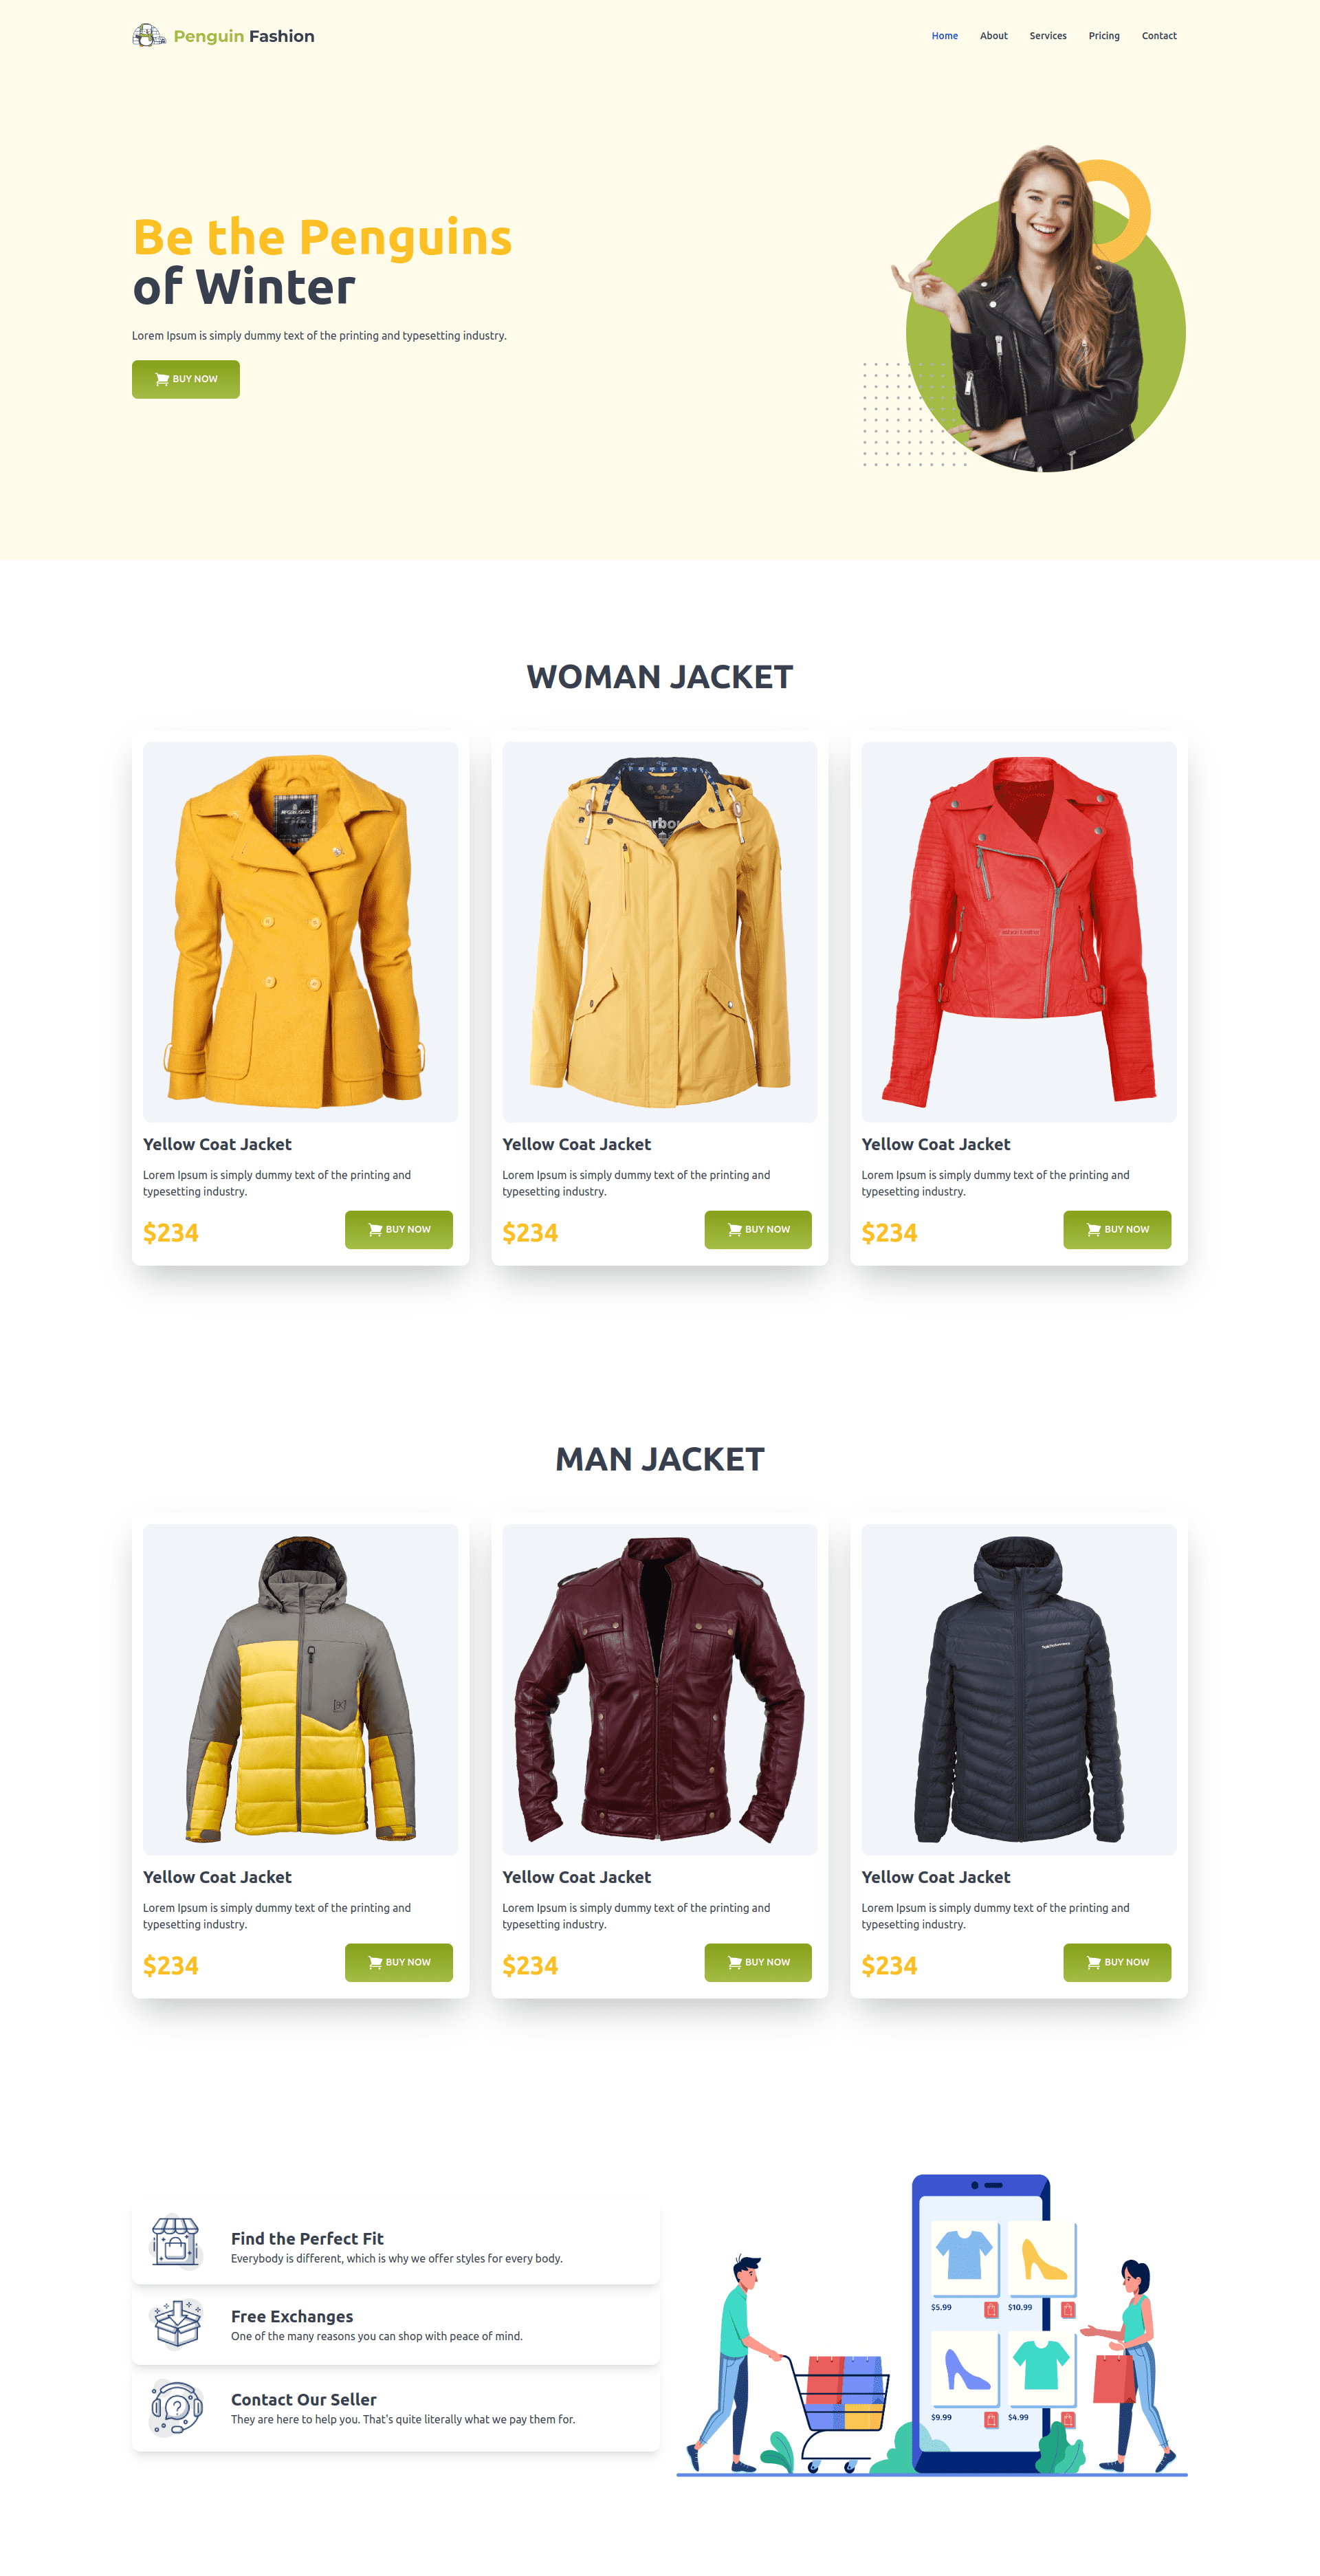 Penguin Fashion
Home About Services Pricing Contact
Be the Penguins
of Winter
Lorem Ipsum is simply dummy text of the printing and typesetting industry.
BUY NOW
WOMAN JACKET
Yellow Coat Jacket
Lorem Ipsum is simply dummy text of the printing and
typesetting industry.
$234
BUY NOW
Yellow Coat Jacket
Lorem Ipsum is simply dummy text of the printing and
typesetting industry.
$234
BUY NOW
Yellow Coat Jacket
Lorem Ipsum is simply dummy text of the printing and
typesetting industry.
$234
BUY NOW
MAN JACKET
Yellow Coat Jacket
Lorem Ipsum is simply dummy text of the printing and
typesetting industry.
$234
BUY NOW
Yellow Coat Jacket
Lorem Ipsum is simply dummy text of the printing and
typesetting industry.
$234
BUY NOW
Yellow Coat Jacket
Lorem Ipsum is simply dummy text of the printing and
typesetting industry.
$234
BUY NOW
Find the Perfect Fit
Everybody is different, which is why we offer styles for every body.
Free Exchanges
One of the many reasons you can shop with peace of mind.
Contact Our Seller
They are here to help you. That's quite literally what we pay them for.
$5.99
$10.99
$9.99
$4.99